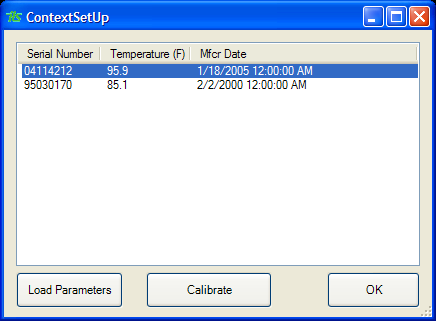 ContextSetUp
Serial Number Temperature (F) Mfcr Date
04114212 95.9 1/18/2005 12:00:00 AM
95030170 85.1 2/2/2000 12:00:00 AM
Load Parameters Calibrate OK